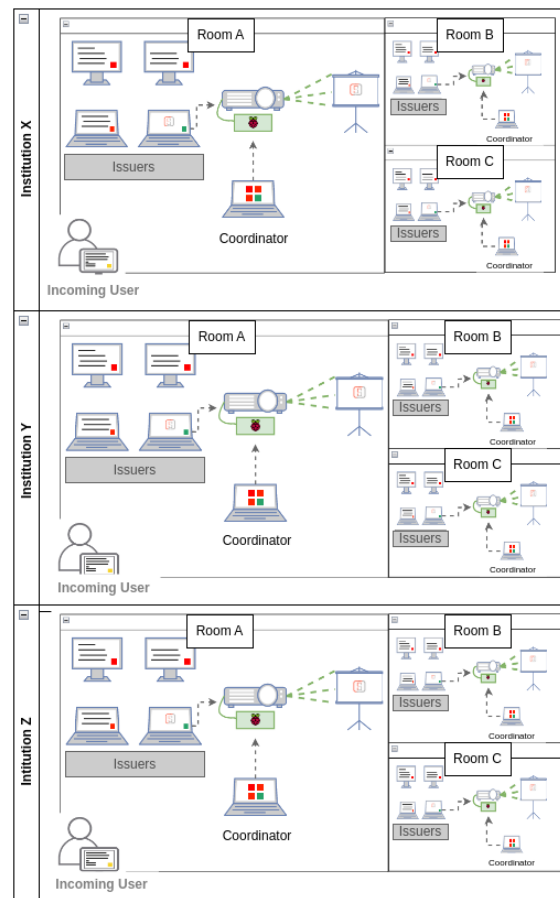 Institution X
Room A
Issuers
Coordinator
Incoming User
Room B
Issuers
Coordinator
Room C
Issuers
Coordinator
Institution Y
Room A
Issuers
Coordinator
Incoming User
Room B
Issuers
Coordinator
Room C
Issuers
Coordinator
Intitution Z
Room A
Issuers
Coordinator
Incoming User
Room B
Issuers
Coordinator
Room C
Issuers
Coordinator